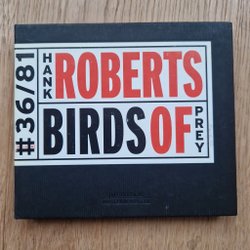 #36/81
HANK
ROBERTS
BIRDS OF
PREY